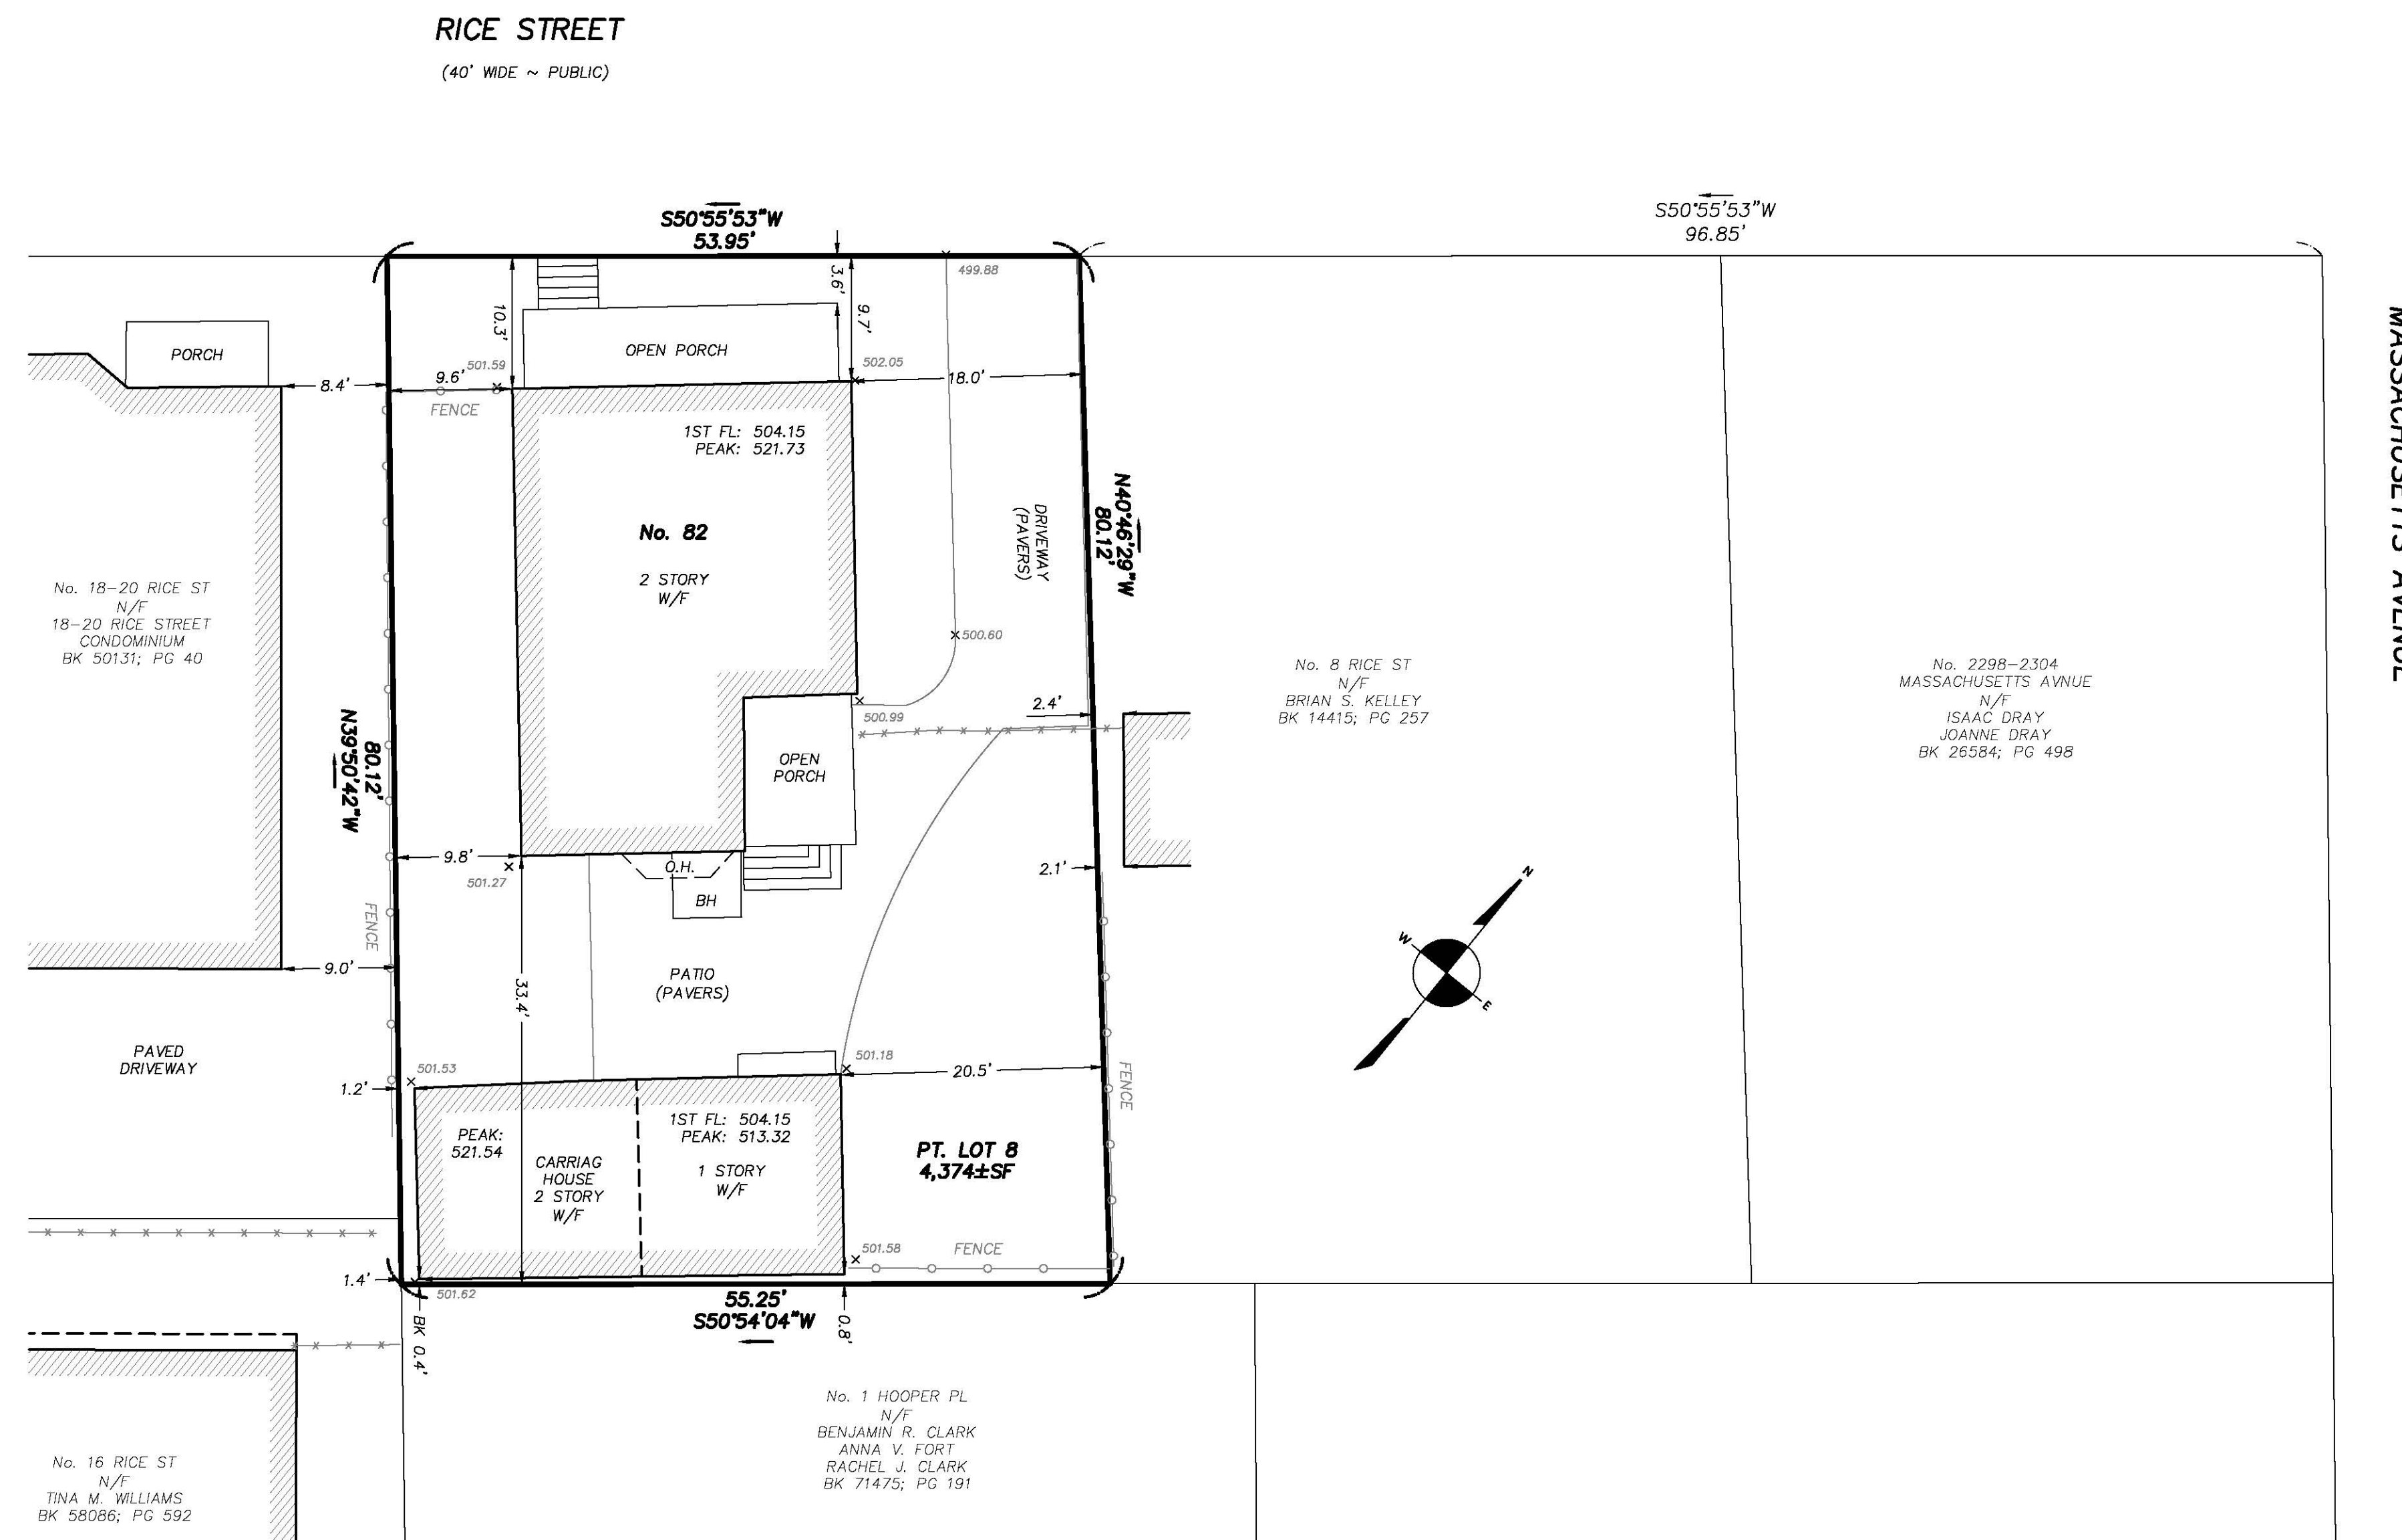 RICE STREET
(40' WIDE ~ PUBLIC)
S50°55'53"W
53.95'
S50°55'53"W
96.85'
MASSACHUSETTS AVENUE
499.88
3.6'
10.3'
9.7'
PORCH
OPEN PORCH
501.59
502.05
8.4'
9.6'
18.0'
FENCE
1ST FL: 504.15
PEAK: 521.73
No. 82
2 STORY
W/F
DRIVEWAY
(PAVERS)
N40°46'29"W
80.12'
No. 18-20 RICE ST
N/F
18-20 RICE STREET
CONDOMINIUM
BK 50131; PG 40
500.60
No. 8 RICE ST
N/F
BRIAN S. KELLEY
BK 14415; PG 257
No. 2298-2304
MASSACHUSETTS AVNUE
N/F
ISAAC DRAY
JOANNE DRAY
BK 26584; PG 498
2.4'
500.99
80.12'
N39°50'42"W
OPEN
PORCH
9.8'
O.H.
2.1'
501.27
BH
N
W
E
FENCE
9.0'
PATIO
(PAVERS)
33.4'
PAVED
DRIVEWAY
501.53
501.18
20.5'
1.2'
FENCE
PEAK:
521.54
1ST FL: 504.15
PEAK: 513.32
CARRIAG
HOUSE
2 STORY
W/F
1 STORY
W/F
PT. LOT 8
4,374±SF
501.58
FENCE
1.4'
501.62
55.25'
S50°54'04"W
BK 0.4'
0.8'
No. 1 HOOPER PL
N/F
BENJAMIN R. CLARK
ANNA V. FORT
RACHEL J. CLARK
BK 71475; PG 191
No. 16 RICE ST
N/F
TINA M. WILLIAMS
BK 58086; PG 592